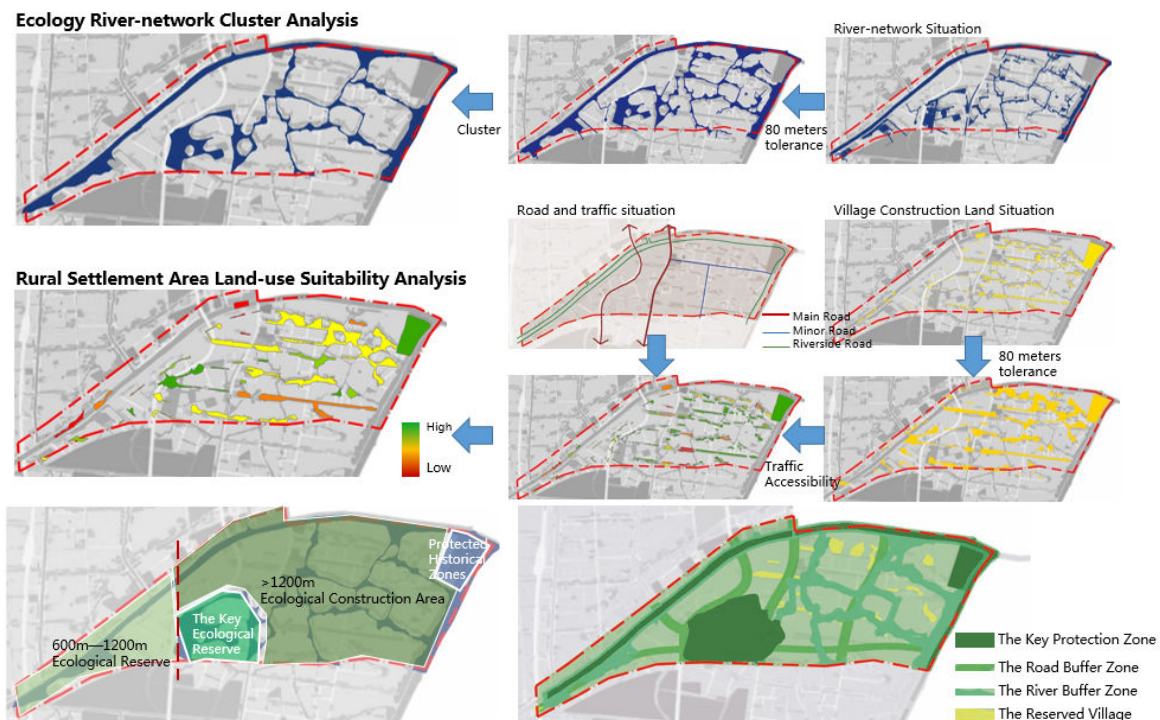 Ecology River-network Cluster Analysis
River-network Situation
Cluster
80 meters
tolerance
Road and traffic situation
Village Construction Land Situation
Rural Settlement Area Land-use Suitability Analysis
Main Road
Minor Road
Riverside Road
80 meters
tolerance
High
Low
Traffic
Accessibility
Protected
Historical
Zones
>1200m
Ecological Construction Area
The Key
Ecological
Reserve
600m—1200m
Ecological Reserve
The Key Protection Zone
The Road Buffer Zone
The River Buffer Zone
The Reserved Village